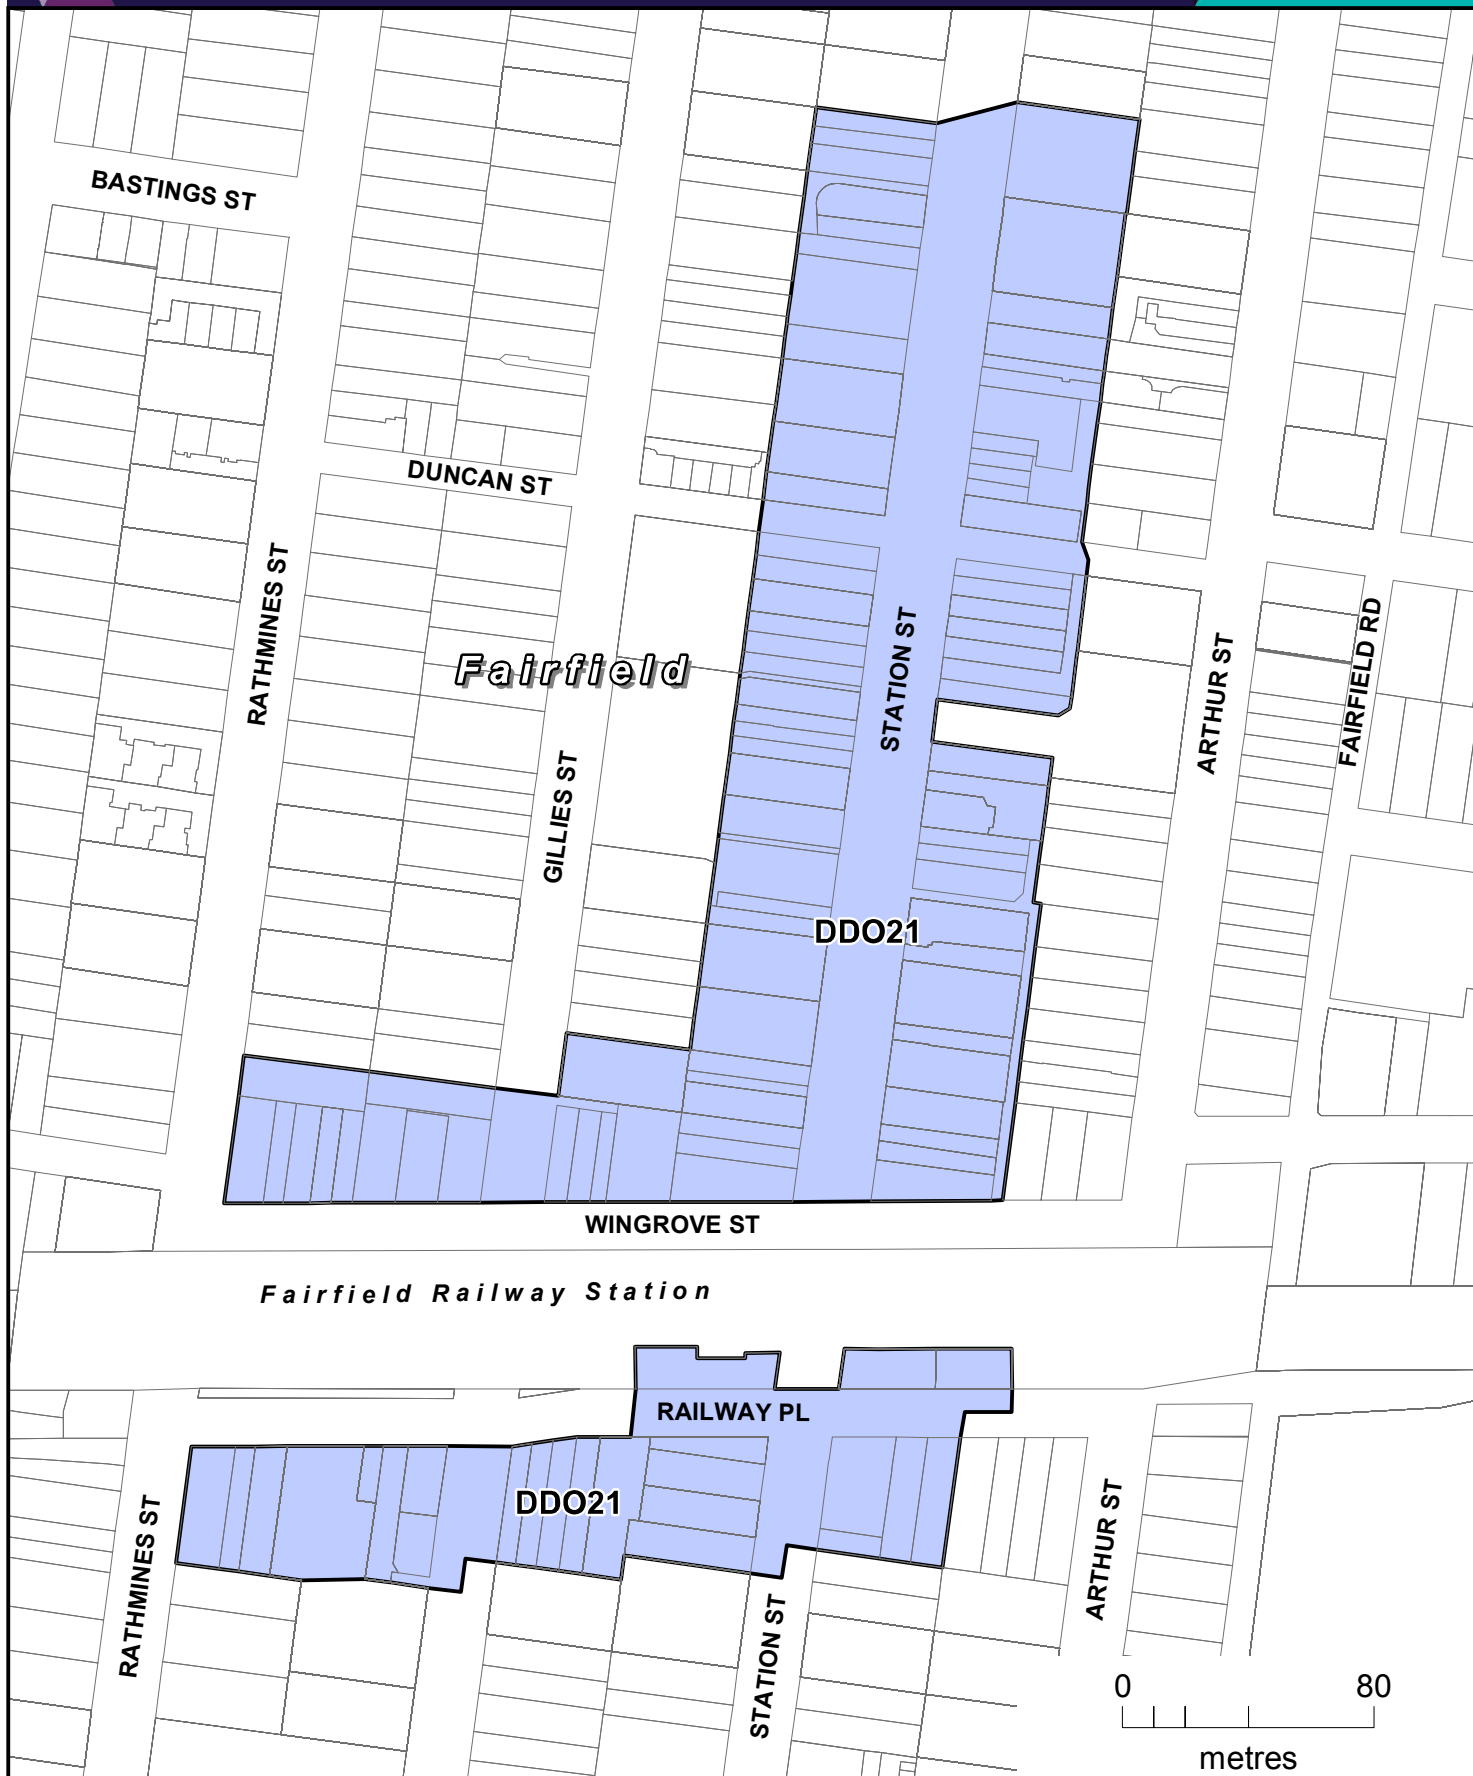 BASTINGS ST
DUNCAN ST
RATHMINES ST
Fairfield
STATION ST
ARTHUR ST
FAIRFIELD RD
GILLIES ST
DDO21
WINGROVE ST
Fairfield Railway Station
RAILWAY PL
DDO21
RATHMINES ST
STATION ST
ARTHUR ST
0 80
metres